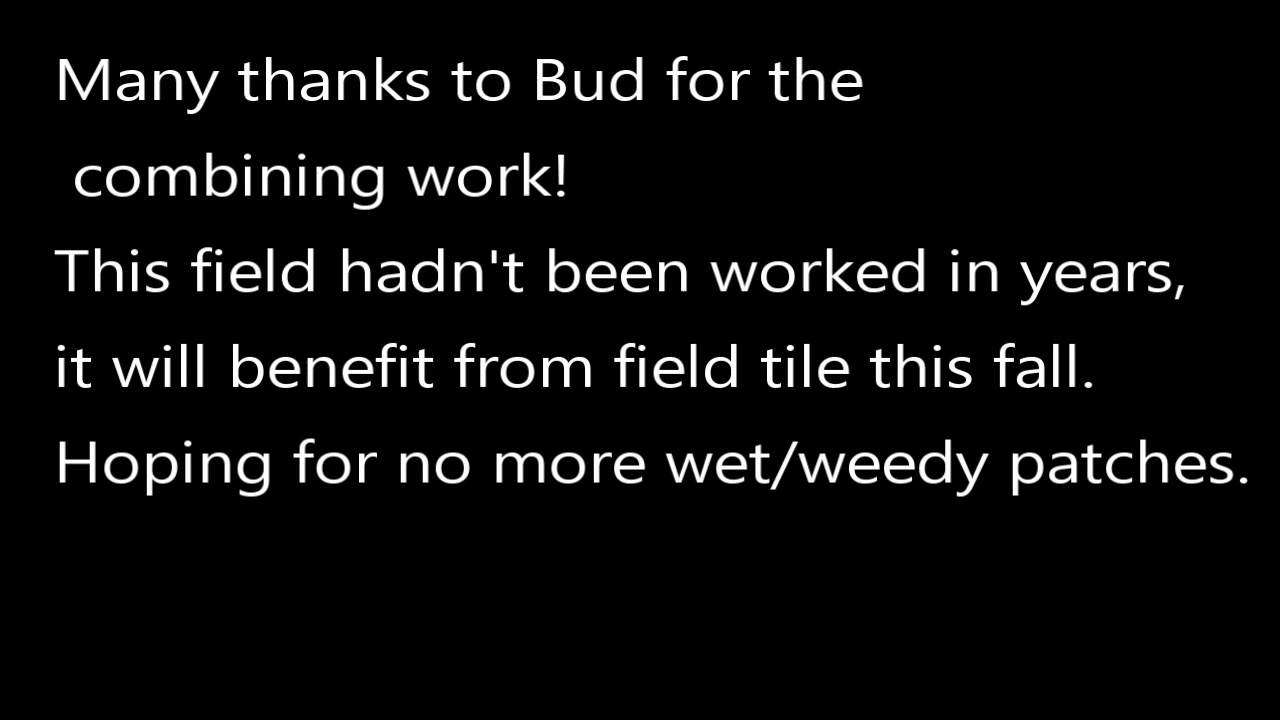 Many thanks to Bud for the
combining work!
This field hadn't been worked in years,
it will benefit from field tile this fall.
Hoping for no more wet/weedy patches.